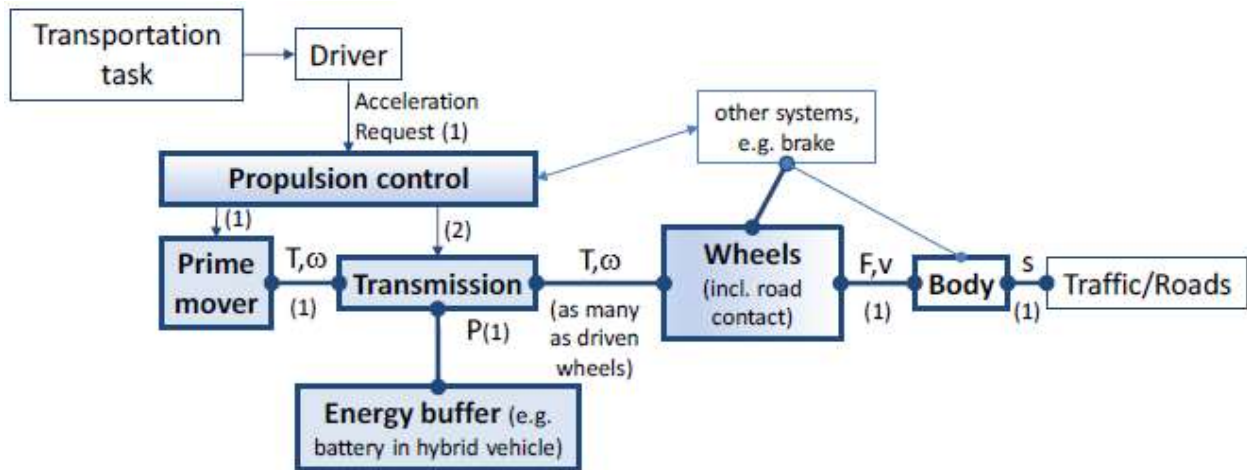 Transportation
task
Driver
Acceleration
Request (1)
other systems,
e.g. brake
Propulsion control
(1)
(2)
Prime
mover
T,ω
(1)
Transmission
T,ω
(as many
as driven
wheels)
Wheels
(incl. road
contact)
F,v
(1)
Body
s
(1)
Traffic/Roads
P(1)
Energy buffer (e.g.
battery in hybrid vehicle)